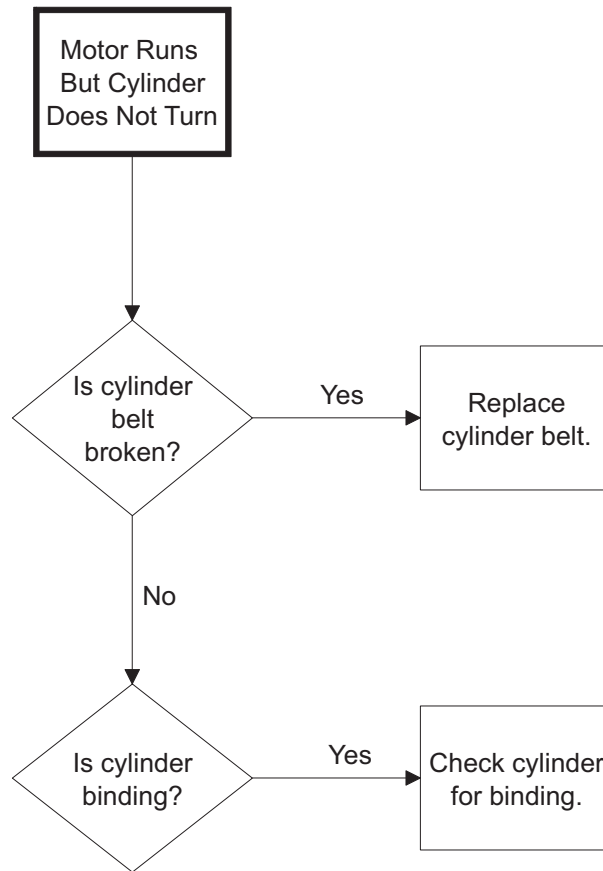 Motor Runs
But Cylinder
Does Not Turn
Is cylinder
belt
broken?
Yes
Replace
cylinder belt.
No
Is cylinder
binding?
Yes
Check cylinder
for binding.